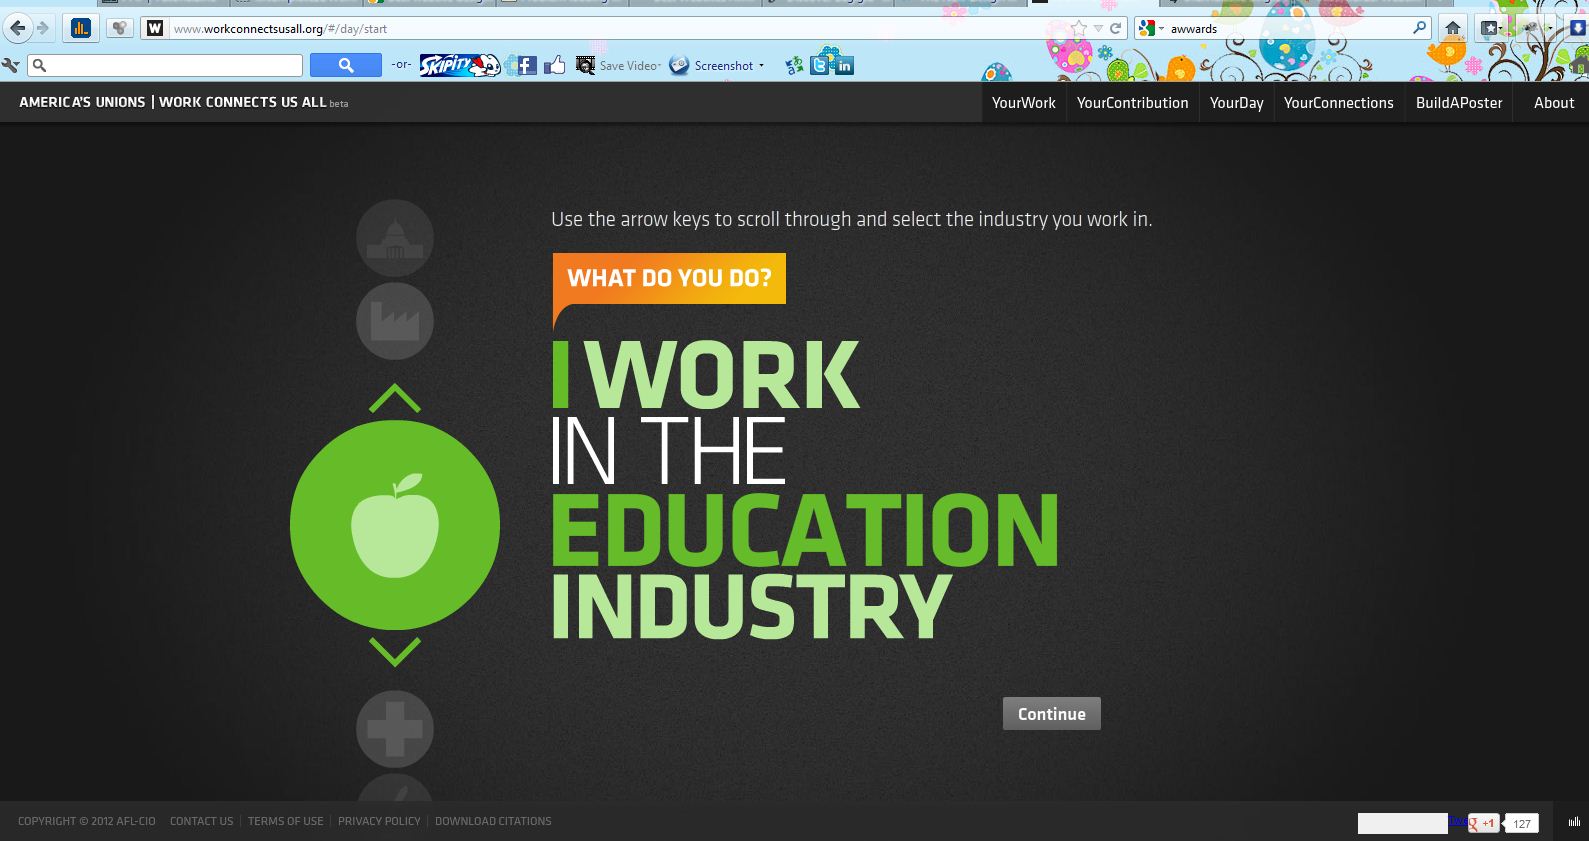 www.workconnectsusall.org/#/day/start
awwards
-or-
SKIPITY
Save Video
Screenshot
AMERICA'S UNIONS | WORK CONNECTS US ALL beta
YourWork
YourContribution
YourDay
YourConnections
BuildAPoster
About
Use the arrow keys to scroll through and select the industry you work in.
WHAT DO YOU DO?
I WORK
IN THE
EDUCATION
INDUSTRY
Continue
COPYRIGHT © 2012 AFL-CIO
CONTACT US
TERMS OF USE
PRIVACY POLICY
DOWNLOAD CITATIONS
+1
127